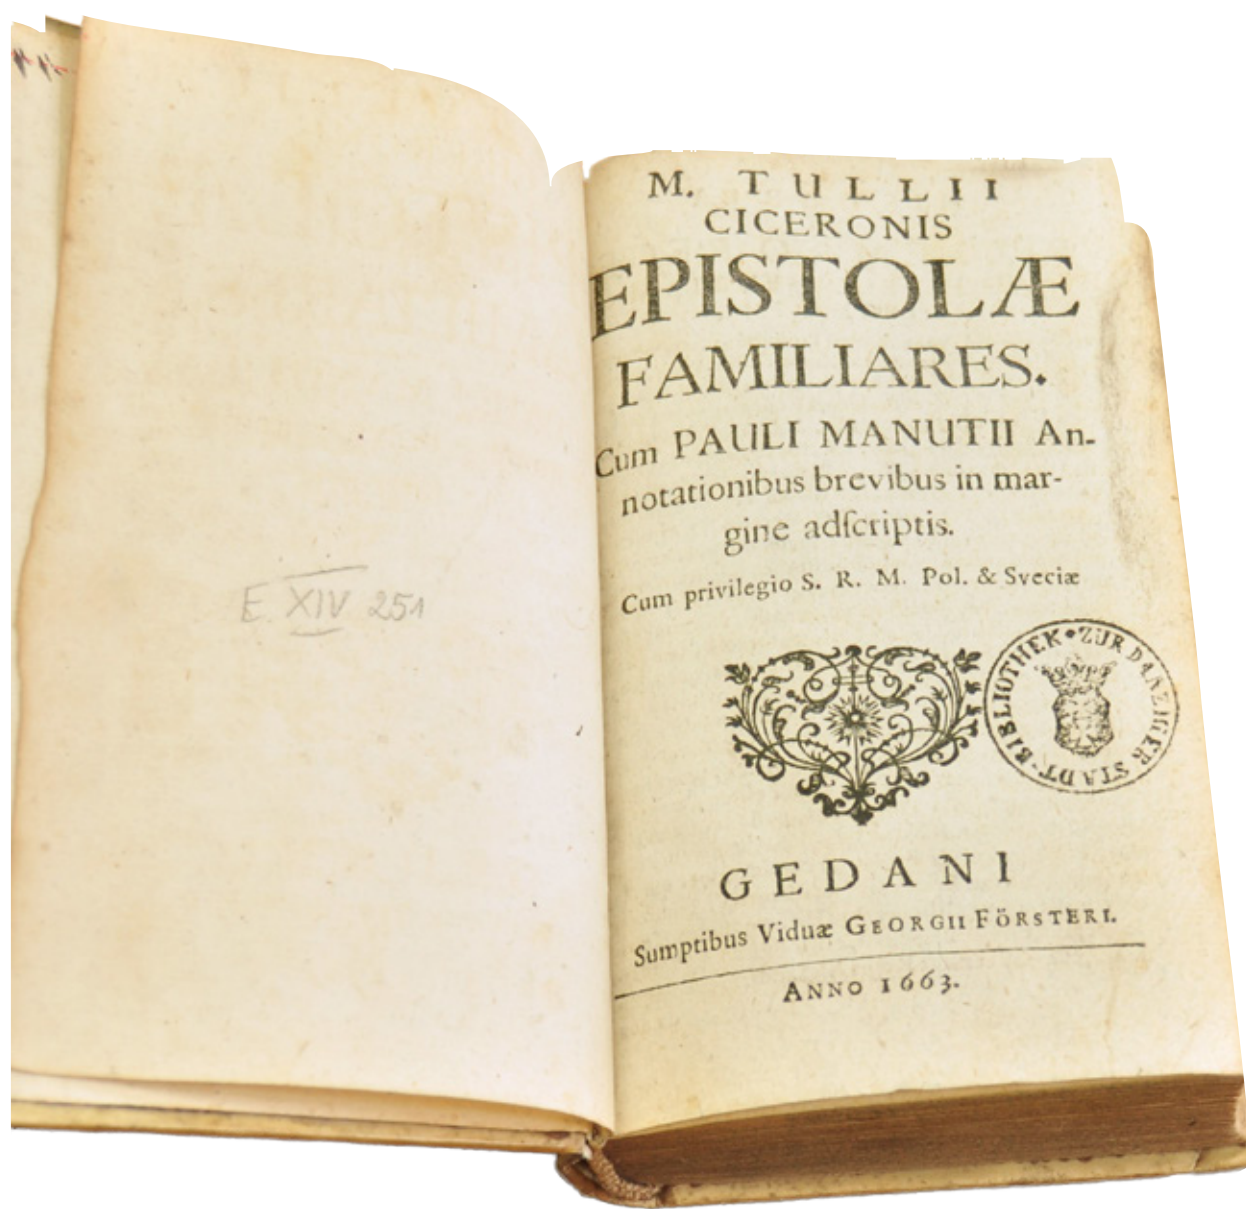 E. XIV 251
M. TULLII
CICERONIS
EPISTOLÆ
FAMILIARES.
Cum PAULI MANUTII An-
notationibus brevibus in mar-
gine adſcriptis.
Cum privilegio S. R. M. Pol. & Sveciæ
BIBLIOTHEK • ZUR DANZIGER STADT •
GEDANI
Sumptibus Viduæ GEORGII FÖRSTERI.
ANNO 1663.